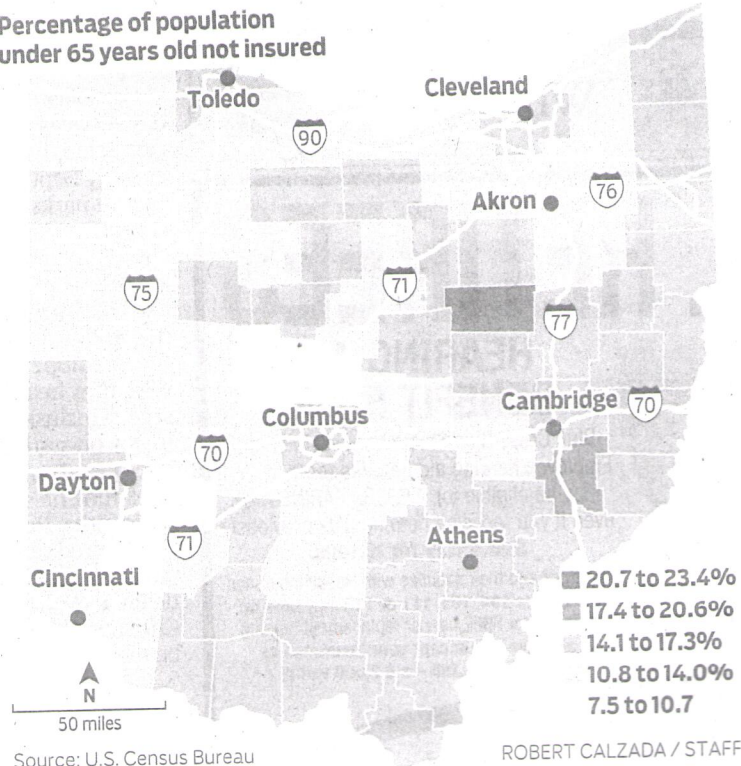 Percentage of population
under 65 years old not insured
Toledo
Cleveland
90
Akron
76
75
71
77
Cambridge
70
Columbus
70
Dayton
71
Athens
Cincinnati
20.7 to 23.4%
17.4 to 20.6%
14.1 to 17.3%
10.8 to 14.0%
7.5 to 10.7
N
50 miles
Source: U.S. Census Bureau
ROBERT CALZADA / STAFF